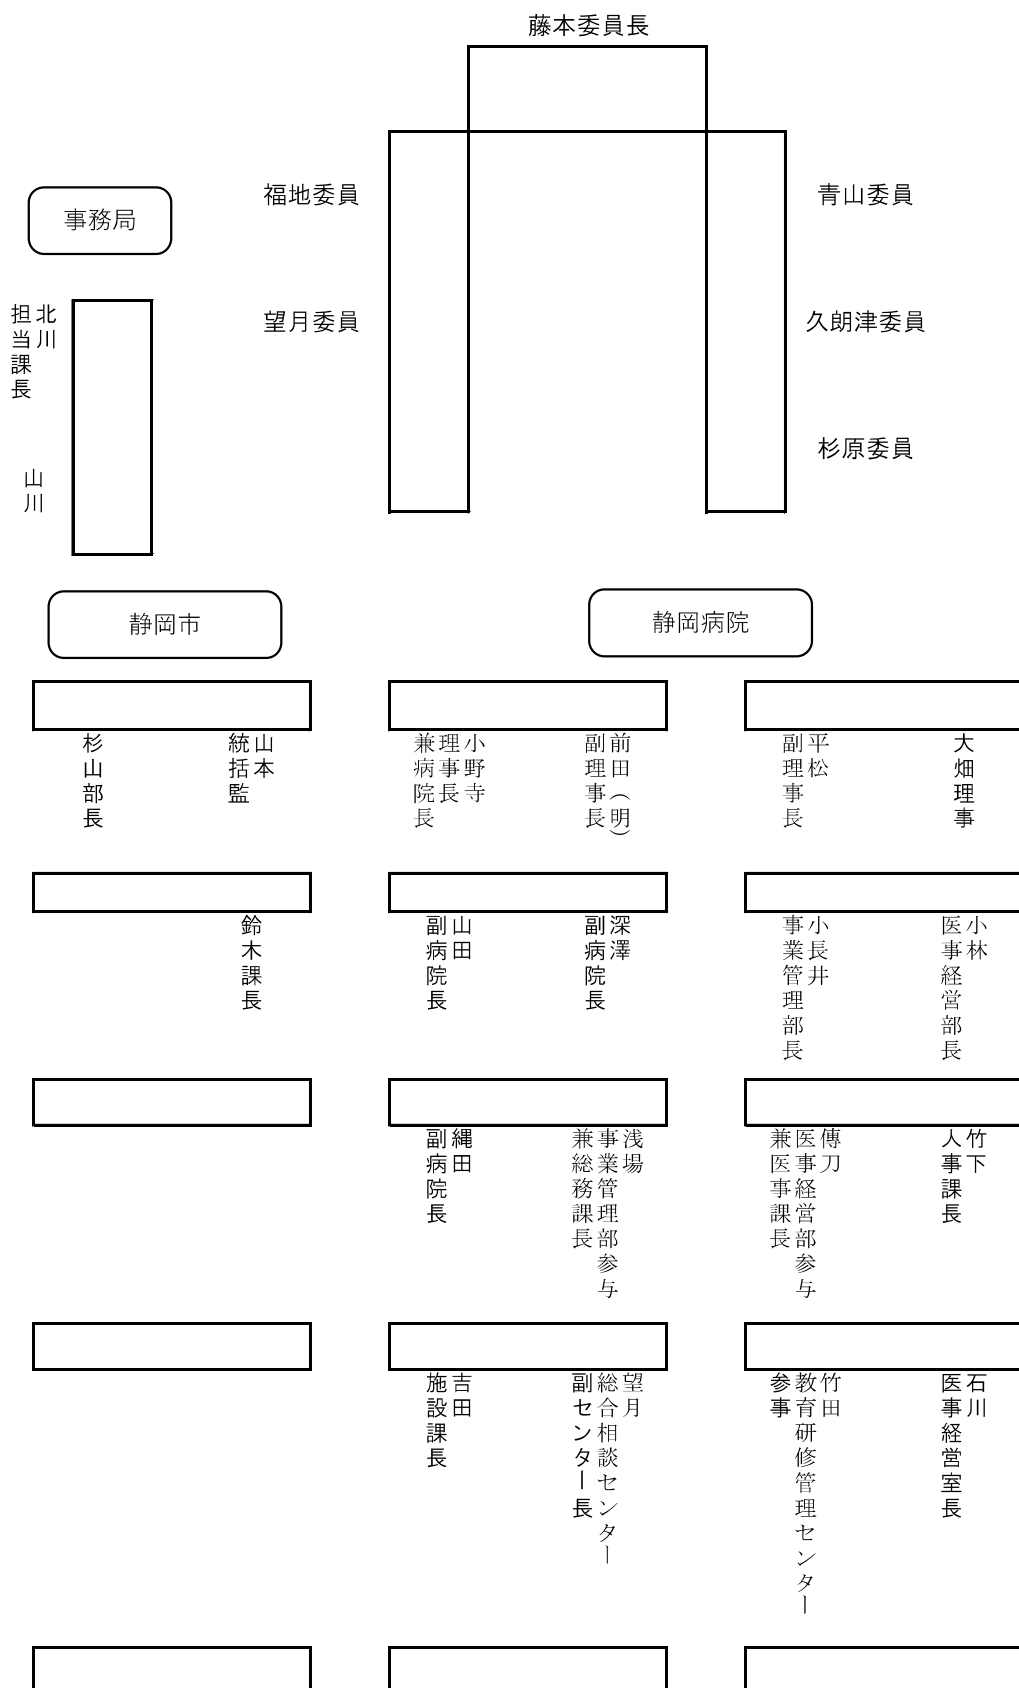 藤本委員長
福地委員
青山委員
事務局
望月委員
久朗津委員
北川
担当課長
杉原委員
山川
静岡市
静岡病院
杉山部長
山本
統括監
小野寺
理事長
兼病院長
前田（明）
副理事長
平松
副理事長
大畑理事
鈴木課長
山田
副病院長
深澤
副病院長
小長井
事業管理部長
小林
医事経営部長
縄田
副病院長
浅場
事業管理部参与
兼総務課長
傳刀
医事経営部参与
兼医事課長
竹下
人事課長
吉田
施設課長
望月
総合相談センター
副センター長
竹田
教育研修管理センター
参事
石川
医事経営室長